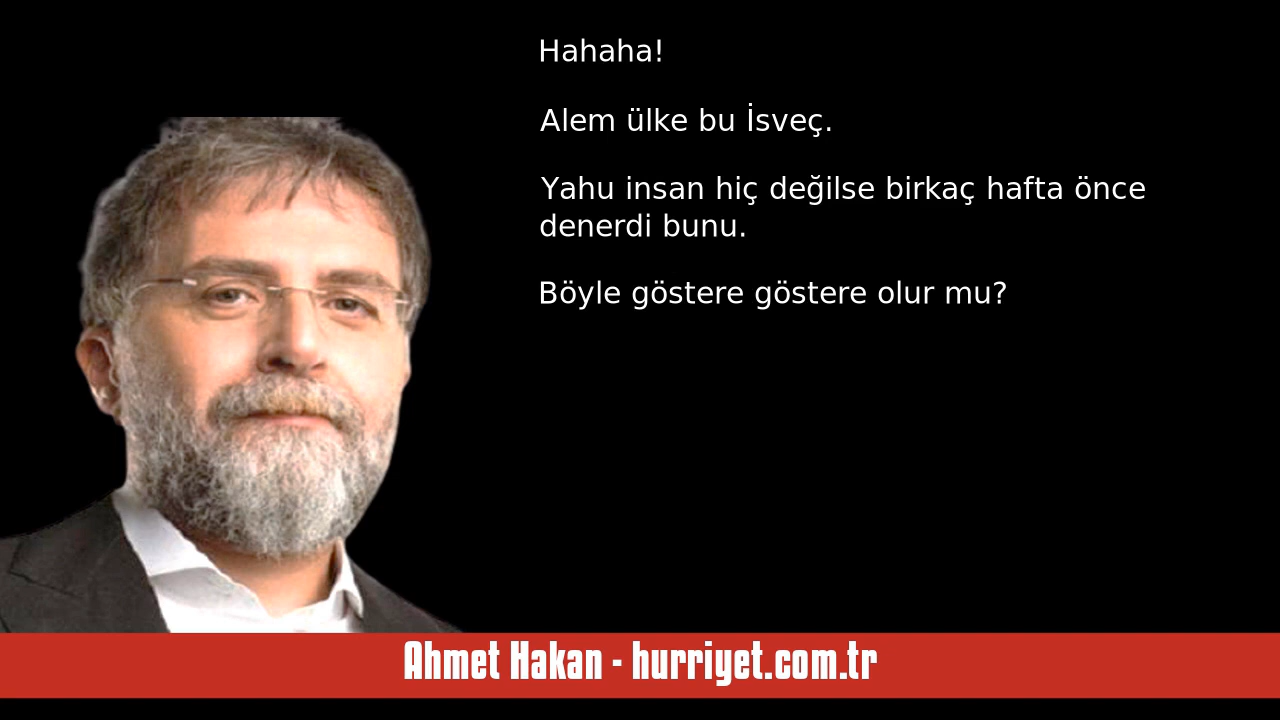 Hahaha!
Alem ülke bu İsveç.
Yahu insan hiç değilse birkaç hafta önce
denerdi bunu.
Böyle göstere göstere olur mu?
Ahmet Hakan - hurriyet.com.tr